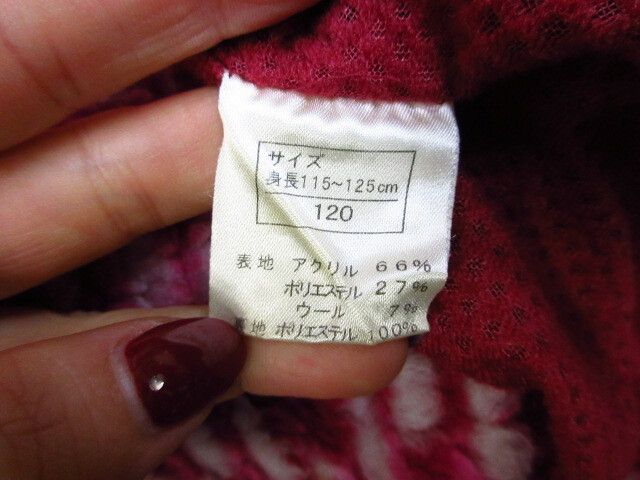 サイズ
身長115~125cm
120
表地 アクリル 66%
ポリエステル 27%
ウール 7%
地 ポリエステル 100%